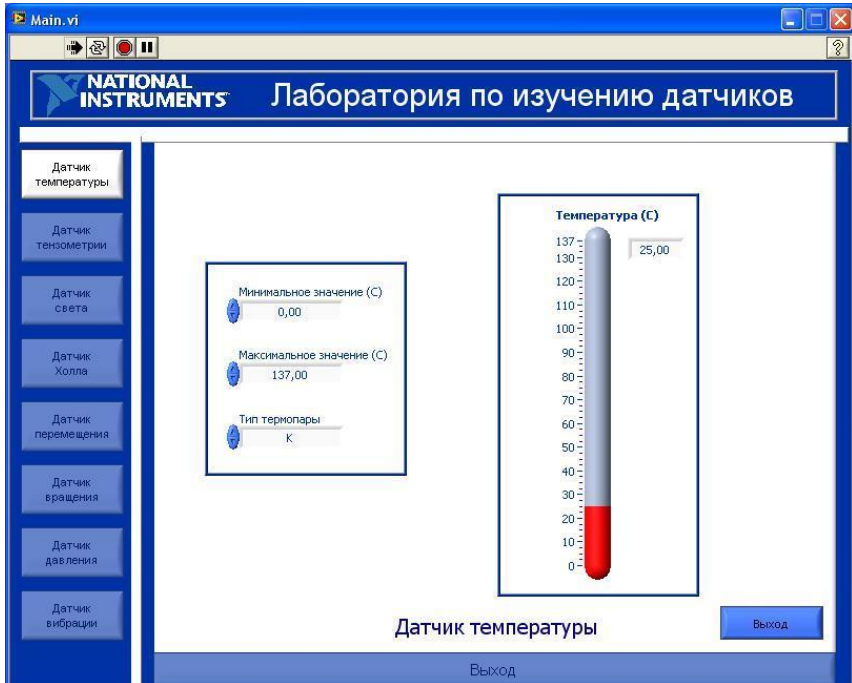 Main.vi
NATIONAL
INSTRUMENTS
Лаборатория по изучению датчиков
Датчик
температуры
Датчик
тензометрии
Датчик
света
Датчик
Холла
Датчик
перемещения
Датчик
вращения
Датчик
давления
Датчик
вибрации
Минимальное значение (C)
0,00
Максимальное значение (C)
137,00
Тип термопары
K
Температура (C)
25,00
137
130
120
110
100
90
80
70
60
50
40
30
20
10
0
Датчик температуры
Выход
Выход